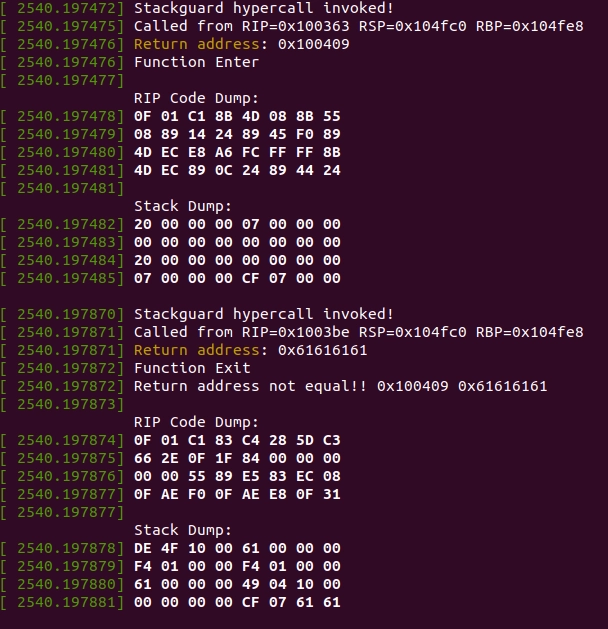 [ 2540.197472] Stackguard hypercall invoked!
[ 2540.197475] Called from RIP=0x100363 RSP=0x104fc0 RBP=0x104fe8
[ 2540.197476] Return address: 0x100409
[ 2540.197476] Function Enter
[ 2540.197477]
RIP Code Dump:
[ 2540.197478] 0F 01 C1 8B 4D 08 8B 55
[ 2540.197479] 08 89 14 24 89 45 F0 89
[ 2540.197480] 4D EC E8 A6 FC FF FF 8B
[ 2540.197481] 4D EC 89 0C 24 89 44 24
[ 2540.197481]
Stack Dump:
[ 2540.197482] 20 00 00 00 07 00 00 00
[ 2540.197483] 00 00 00 00 00 00 00 00
[ 2540.197484] 20 00 00 00 00 00 00 00
[ 2540.197485] 07 00 00 00 CF 07 00 00
[ 2540.197870] Stackguard hypercall invoked!
[ 2540.197871] Called from RIP=0x1003be RSP=0x104fc0 RBP=0x104fe8
[ 2540.197871] Return address: 0x61616161
[ 2540.197872] Function Exit
[ 2540.197872] Return address not equal!! 0x100409 0x61616161
[ 2540.197873]
RIP Code Dump:
[ 2540.197874] 0F 01 C1 83 C4 28 5D C3
[ 2540.197875] 66 2E 0F 1F 84 00 00 00
[ 2540.197876] 00 00 55 89 E5 83 EC 08
[ 2540.197877] 0F AE F0 0F AE E8 0F 31
[ 2540.197877]
Stack Dump:
[ 2540.197878] DE 4F 10 00 61 00 00 00
[ 2540.197879] F4 01 00 00 F4 01 00 00
[ 2540.197880] 61 00 00 00 49 04 10 00
[ 2540.197881] 00 00 00 00 CF 07 61 61